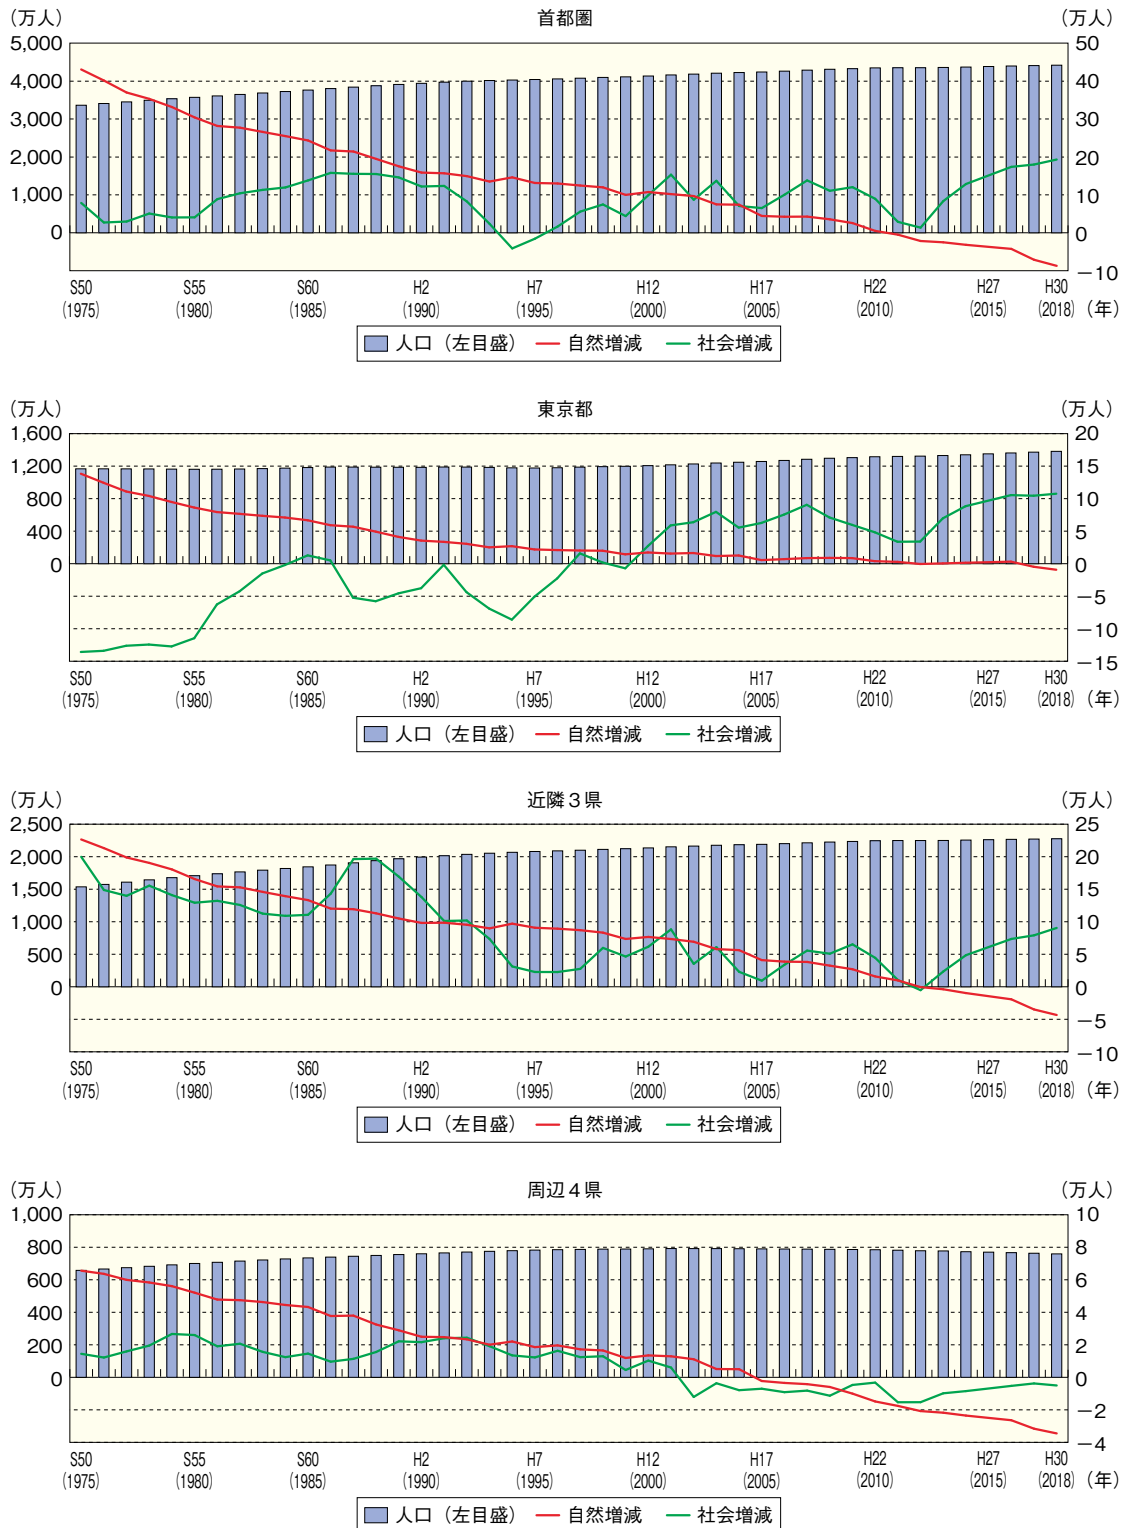 首都圏
（万人） （万人）
5,000 50
4,000 40
3,000 30
2,000 20
1,000 10
0 0
－10
S50 S55 S60 H2 H7 H12 H17 H22 H27 H30
(1975) (1980) (1985) (1990) (1995) (2000) (2005) (2010) (2015) (2018) （年）
人口（左目盛） 自然増減 社会増減
東京都
（万人） （万人）
1,600 20
1,200 15
800 10
400 5
0 0
－5
－10
－15
S50 S55 S60 H2 H7 H12 H17 H22 H27 H30
(1975) (1980) (1985) (1990) (1995) (2000) (2005) (2010) (2015) (2018) （年）
人口（左目盛） 自然増減 社会増減
近隣３県
（万人） （万人）
2,500 25
2,000 20
1,500 15
1,000 10
500 5
0 0
－5
－10
S50 S55 S60 H2 H7 H12 H17 H22 H27 H30
(1975) (1980) (1985) (1990) (1995) (2000) (2005) (2010) (2015) (2018) （年）
人口（左目盛） 自然増減 社会増減
周辺４県
（万人） （万人）
1,000 10
800 8
600 6
400 4
200 2
0 0
－2
－4
S50 S55 S60 H2 H7 H12 H17 H22 H27 H30
(1975) (1980) (1985) (1990) (1995) (2000) (2005) (2010) (2015) (2018) （年）
人口（左目盛） 自然増減 社会増減